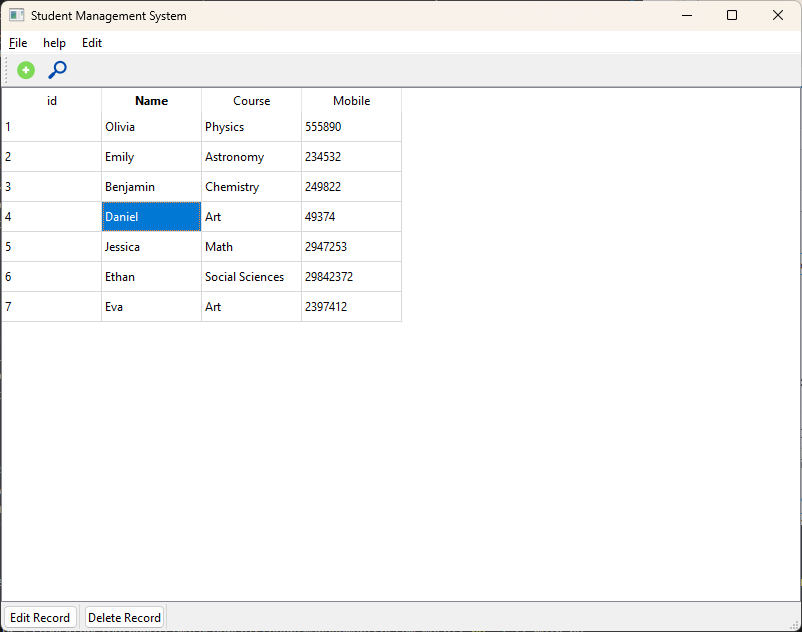 Student Management System
File help Edit
id Name Course Mobile
1 Olivia Physics 555890
2 Emily Astronomy 234532
3 Benjamin Chemistry 249822
4 Daniel Art 49374
5 Jessica Math 2947253
6 Ethan Social Sciences 29842372
7 Eva Art 2397412
Edit Record Delete Record